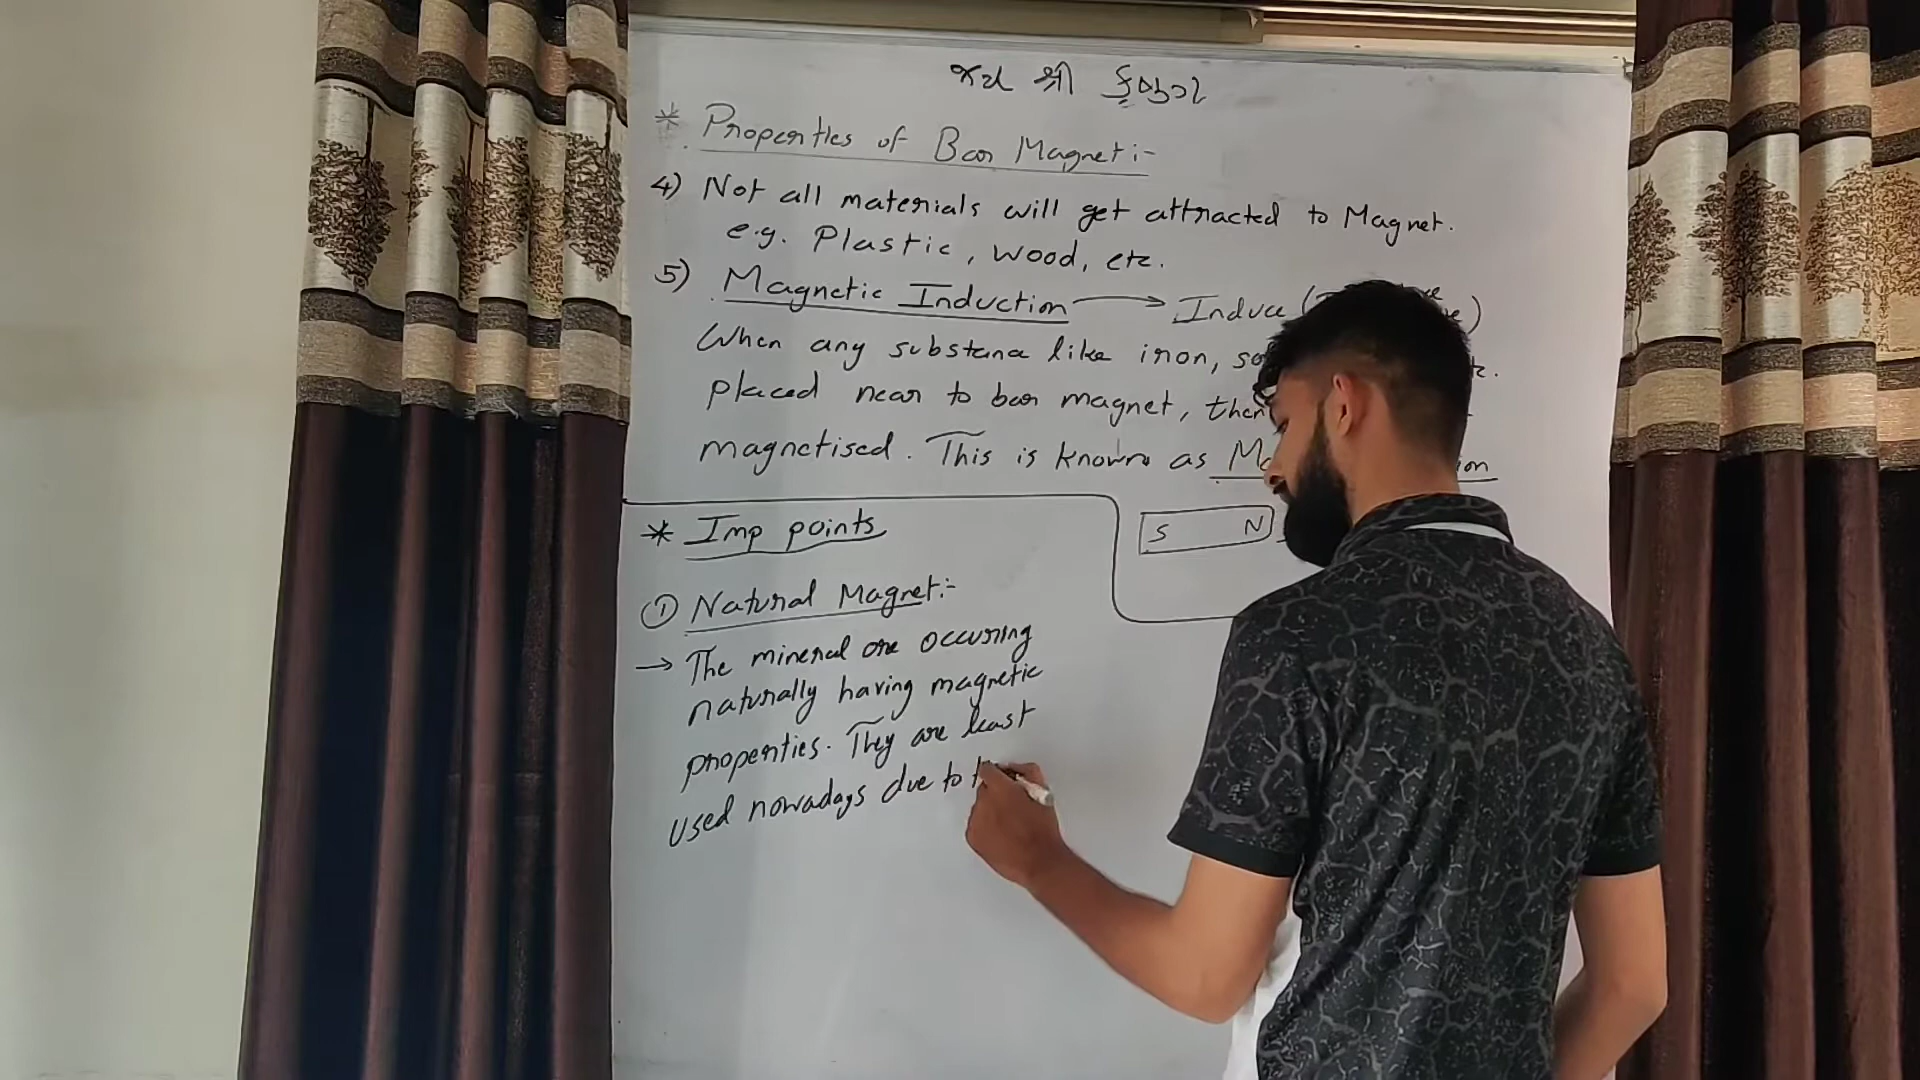 જય શ્રી કૃષ્ણ
* Properties of Bar Magnet :-
4) Not all materials will get attracted to Magnet.
e.g. Plastic, wood, etc.
5) Magnetic Induction → Induce
When any substance like iron,
placed near to bar magnet, then
magnetised. This is known as
* Imp points
S N
① Natural Magnet :-
→ The mineral ore occuring
naturally having magnetic
properties. They are least
used nowadays due to